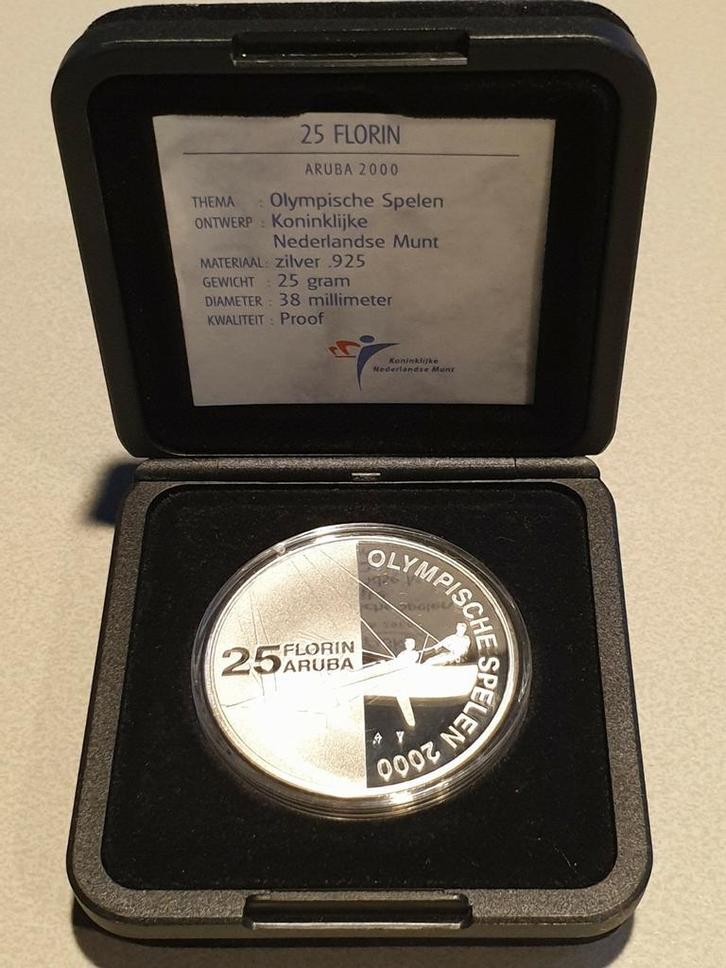 25 FLORIN
ARUBA 2000
THEMA : Olympische Spelen
ONTWERP : Koninklijke
Nederlandse Munt
MATERIAAL: zilver .925
GEWICHT : 25 gram
DIAMETER : 38 millimeter
KWALITEIT : Proof
Koninklijke
Nederlandse Munt
25 FLORIN
ARUBA
OLYMPISCHE SPELEN 2000